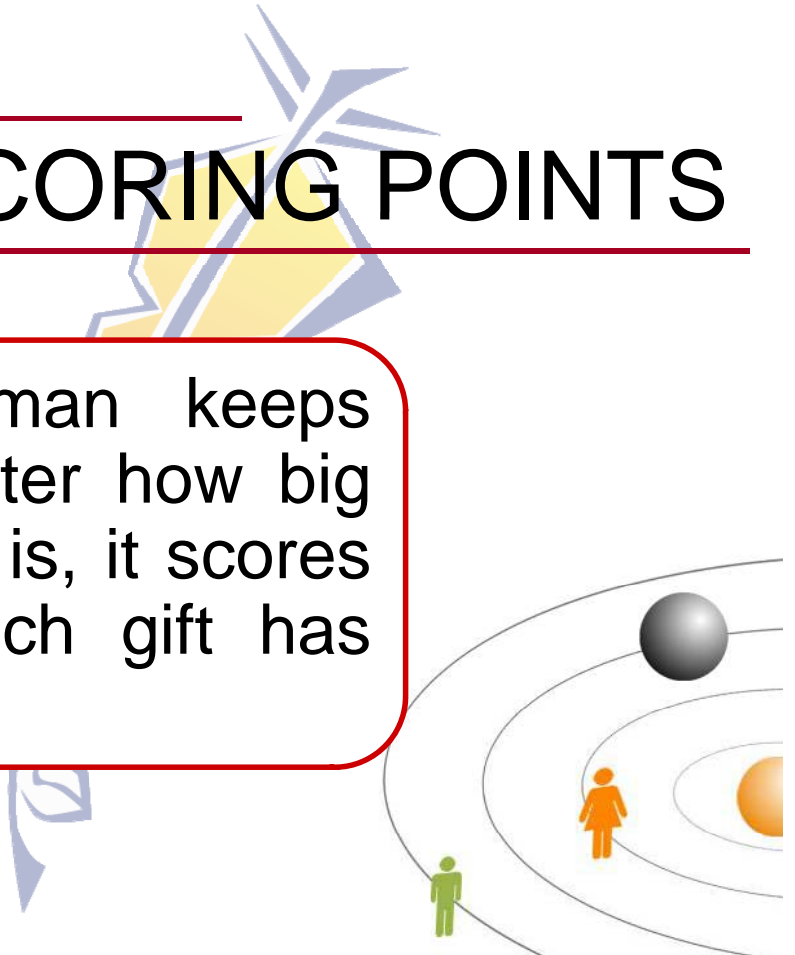 CORING POINTS
man keeps
ter how big
is, it scores
ch gift has